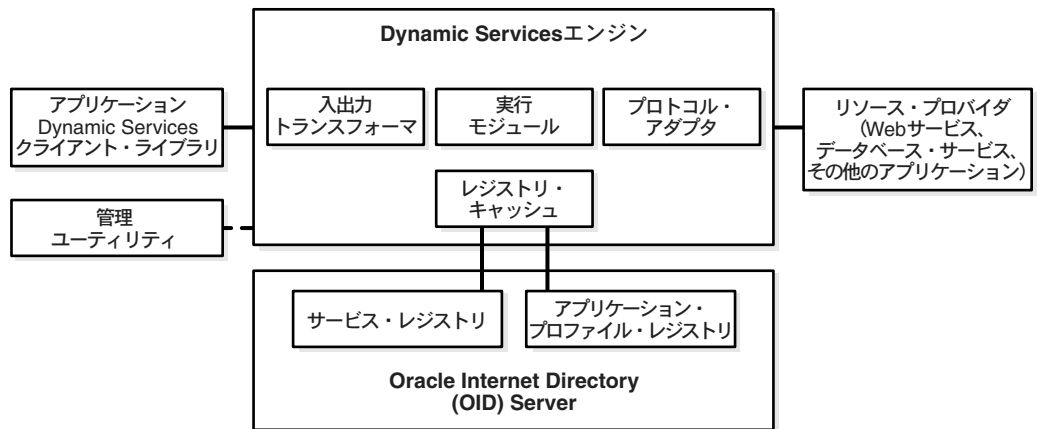 Dynamic Servicesエンジン
アプリケーション
Dynamic Services
クライアント・ライブラリ
入出力
トランスフォーマ
実行
モジュール
プロトコル・
アダプタ
リソース・プロバイダ
(Webサービス、
データベース・サービス、
その他のアプリケーション)
レジストリ・
キャッシュ
管理
ユーティリティ
サービス・レジストリ
アプリケーション・
プロファイル・レジストリ
Oracle Internet Directory
(OID) Server